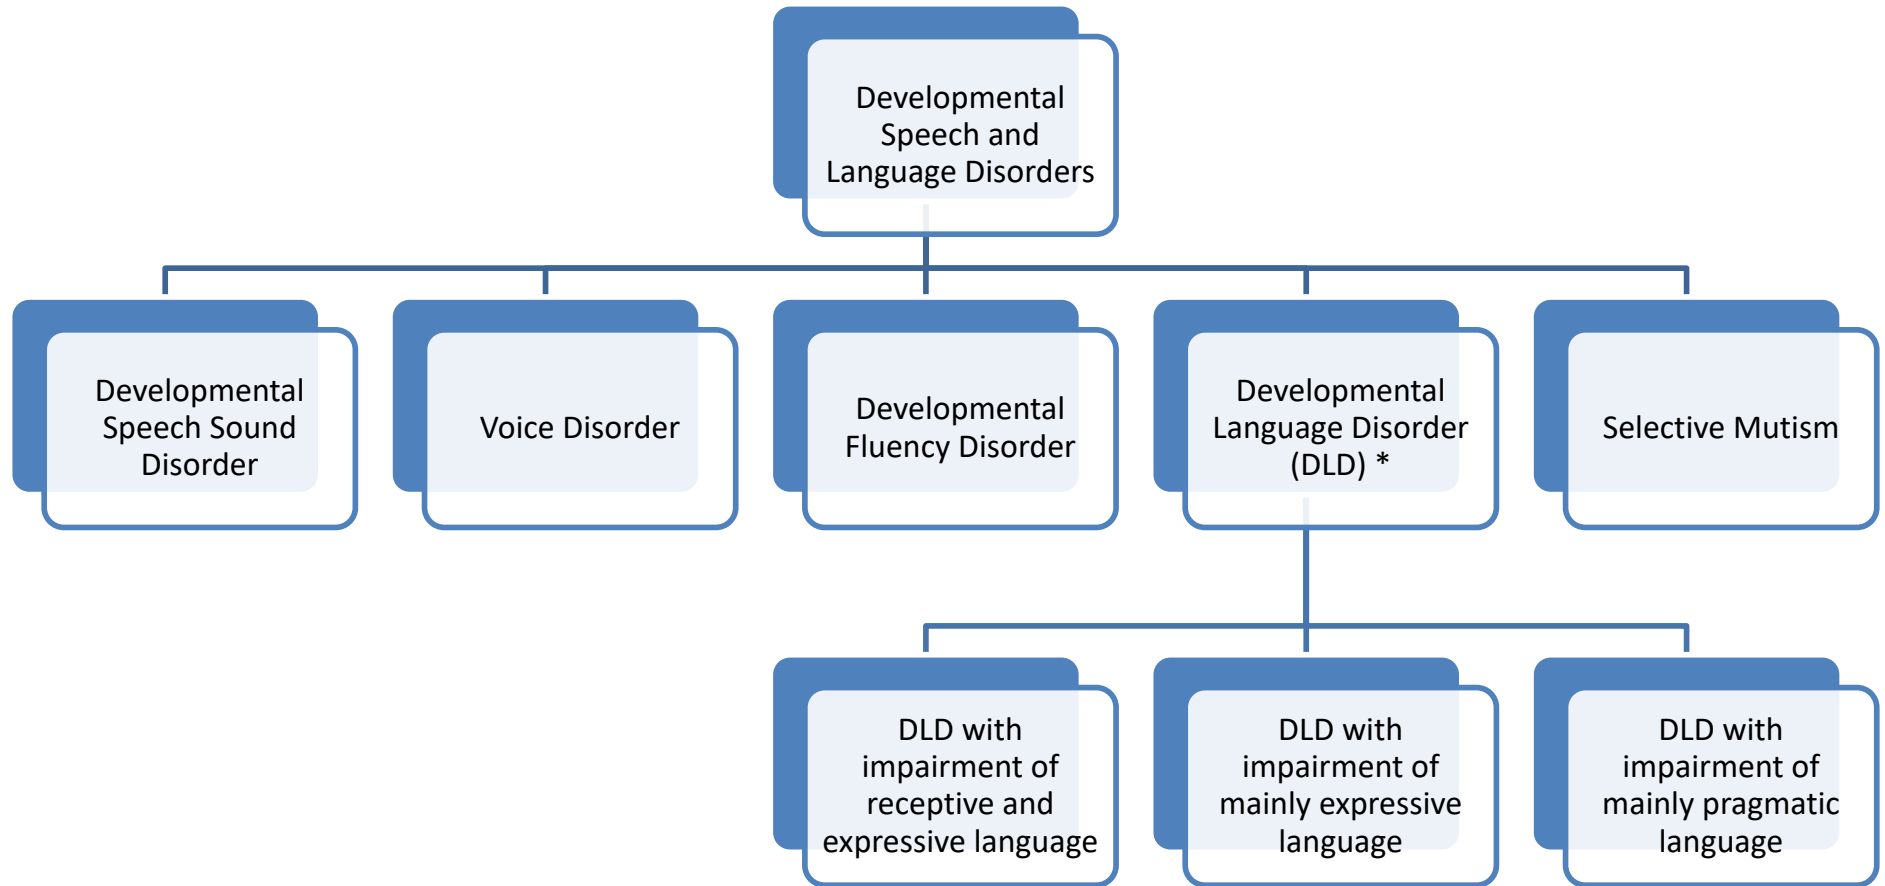 Developmental
Speech and
Language Disorders
Developmental
Speech Sound
Disorder
Voice Disorder
Developmental
Fluency Disorder
Developmental
Language Disorder
(DLD) *
Selective Mutism
DLD with
impairment of
receptive and
expressive language
DLD with
impairment of
mainly expressive
language
DLD with
impairment of
mainly pragmatic
language